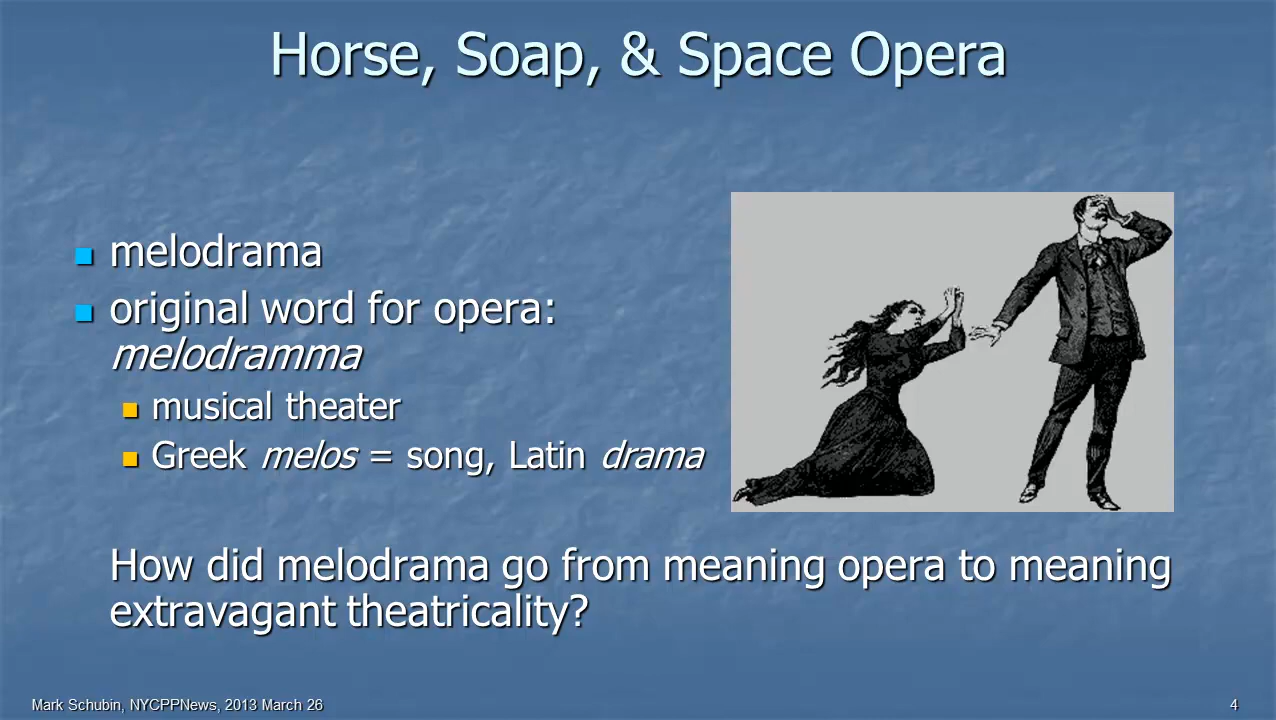 Horse, Soap, & Space Opera
melodrama
original word for opera:
melodramma
musical theater
Greek melos = song, Latin drama
How did melodrama go from meaning opera to meaning
extravagant theatricality?
Mark Schubin, NYCPPNews, 2013 March 26
4